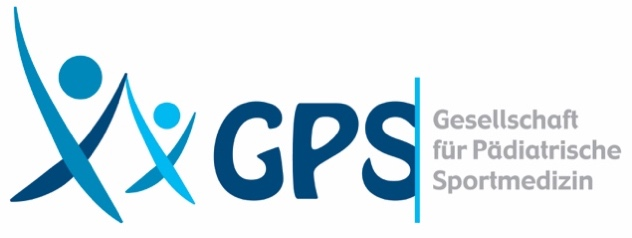 GPS
Gesellschaft
für Pädiatrische
Sportmedizin